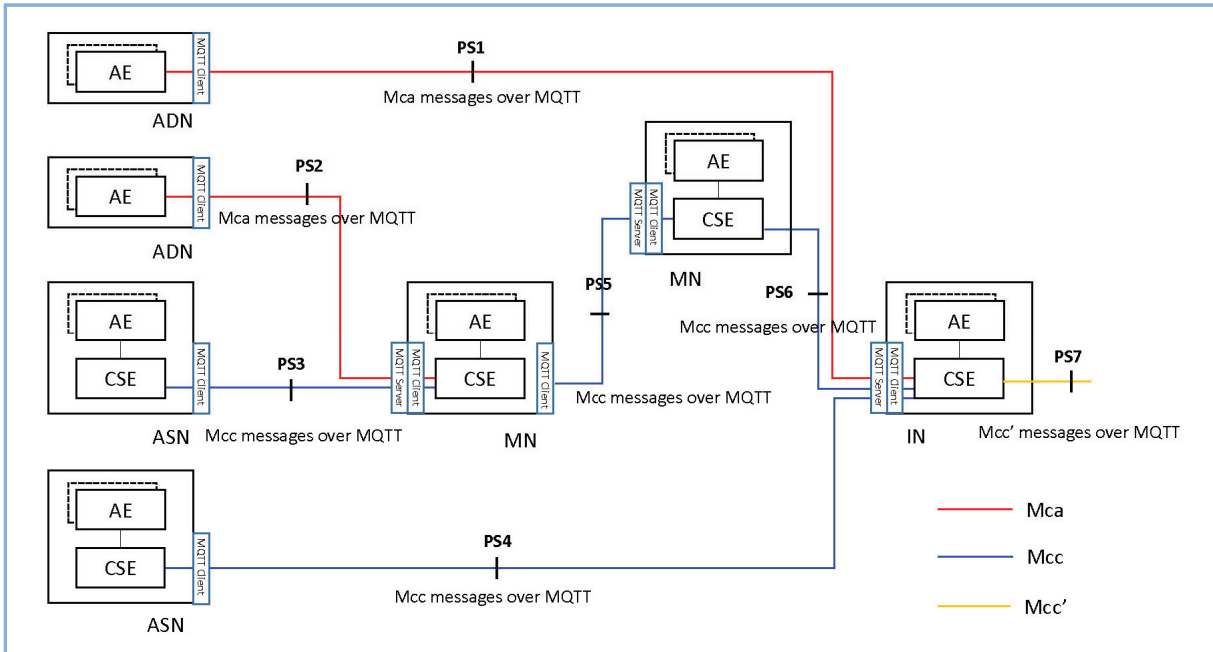 AE
MQTT Client
ADN
PS1
Mca messages over MQTT
AE
MQTT Client
ADN
PS2
Mca messages over MQTT
AE
CSE
MQTT Client
ASN
PS3
Mcc messages over MQTT
AE
CSE
MQTT Server
MQTT Client
MQTT Client
MN
PS5
Mcc messages over MQTT
AE
CSE
MQTT Server
MQTT Client
MN
PS6
Mcc messages over MQTT
AE
CSE
MQTT Server
MQTT Client
IN
PS7
Mcc' messages over MQTT
AE
CSE
MQTT Client
ASN
PS4
Mcc messages over MQTT
Mca
Mcc
Mcc'